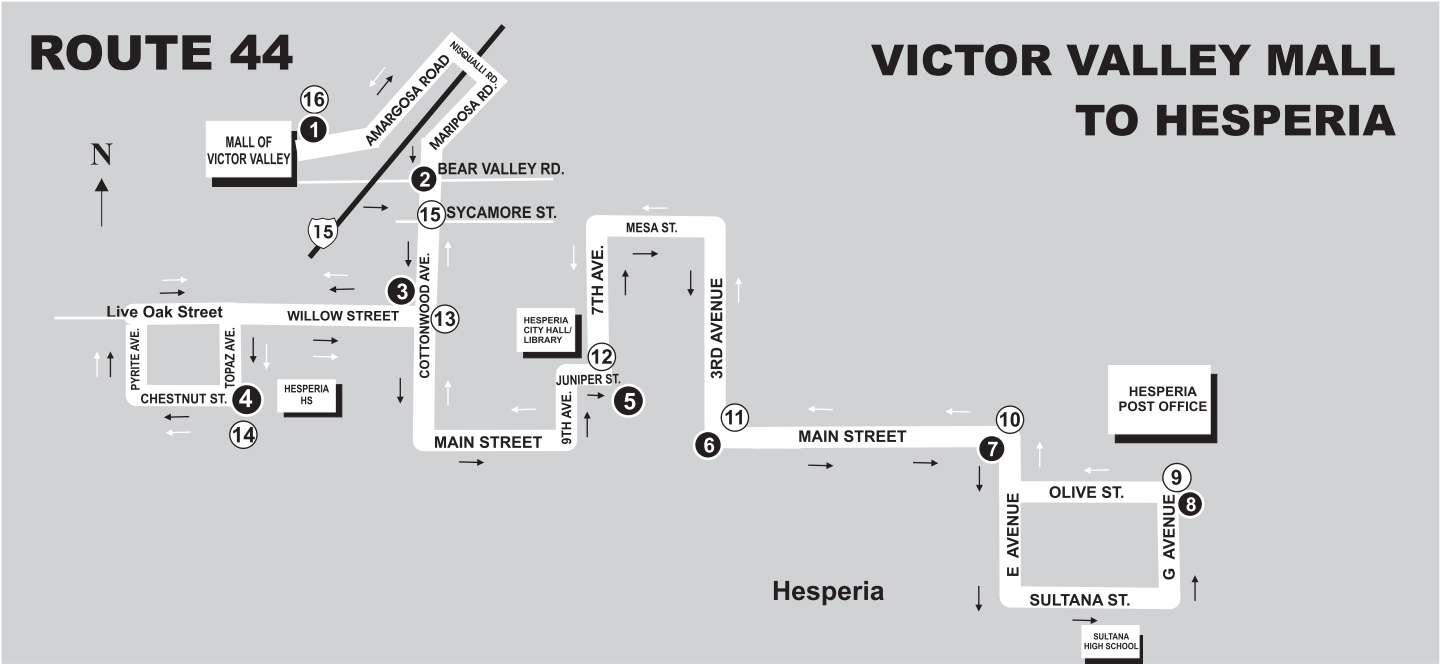 ROUTE 44
VICTOR VALLEY MALL
TO HESPERIA
NISQUALLI RD.
AMARGOSA ROAD
MARIPOSA RD.
16
1
MALL OF
VICTOR VALLEY
N
2
BEAR VALLEY RD.
15
SYCAMORE ST.
15
MESA ST.
7TH AVE.
3RD AVENUE
COTTONWOOD AVE.
3
Live Oak Street
WILLOW STREET
13
HESPERIA
CITY HALL/
LIBRARY
12
PYRITE AVE.
TOPAZ AVE.
JUNIPER ST.
5
CHESTNUT ST.
4
HESPERIA
HS
14
9TH AVE.
MAIN STREET
11
6
MAIN STREET
10
7
HESPERIA
POST OFFICE
9
8
OLIVE ST.
E AVENUE
G AVENUE
SULTANA ST.
Hesperia
SULTANA
HIGH SCHOOL